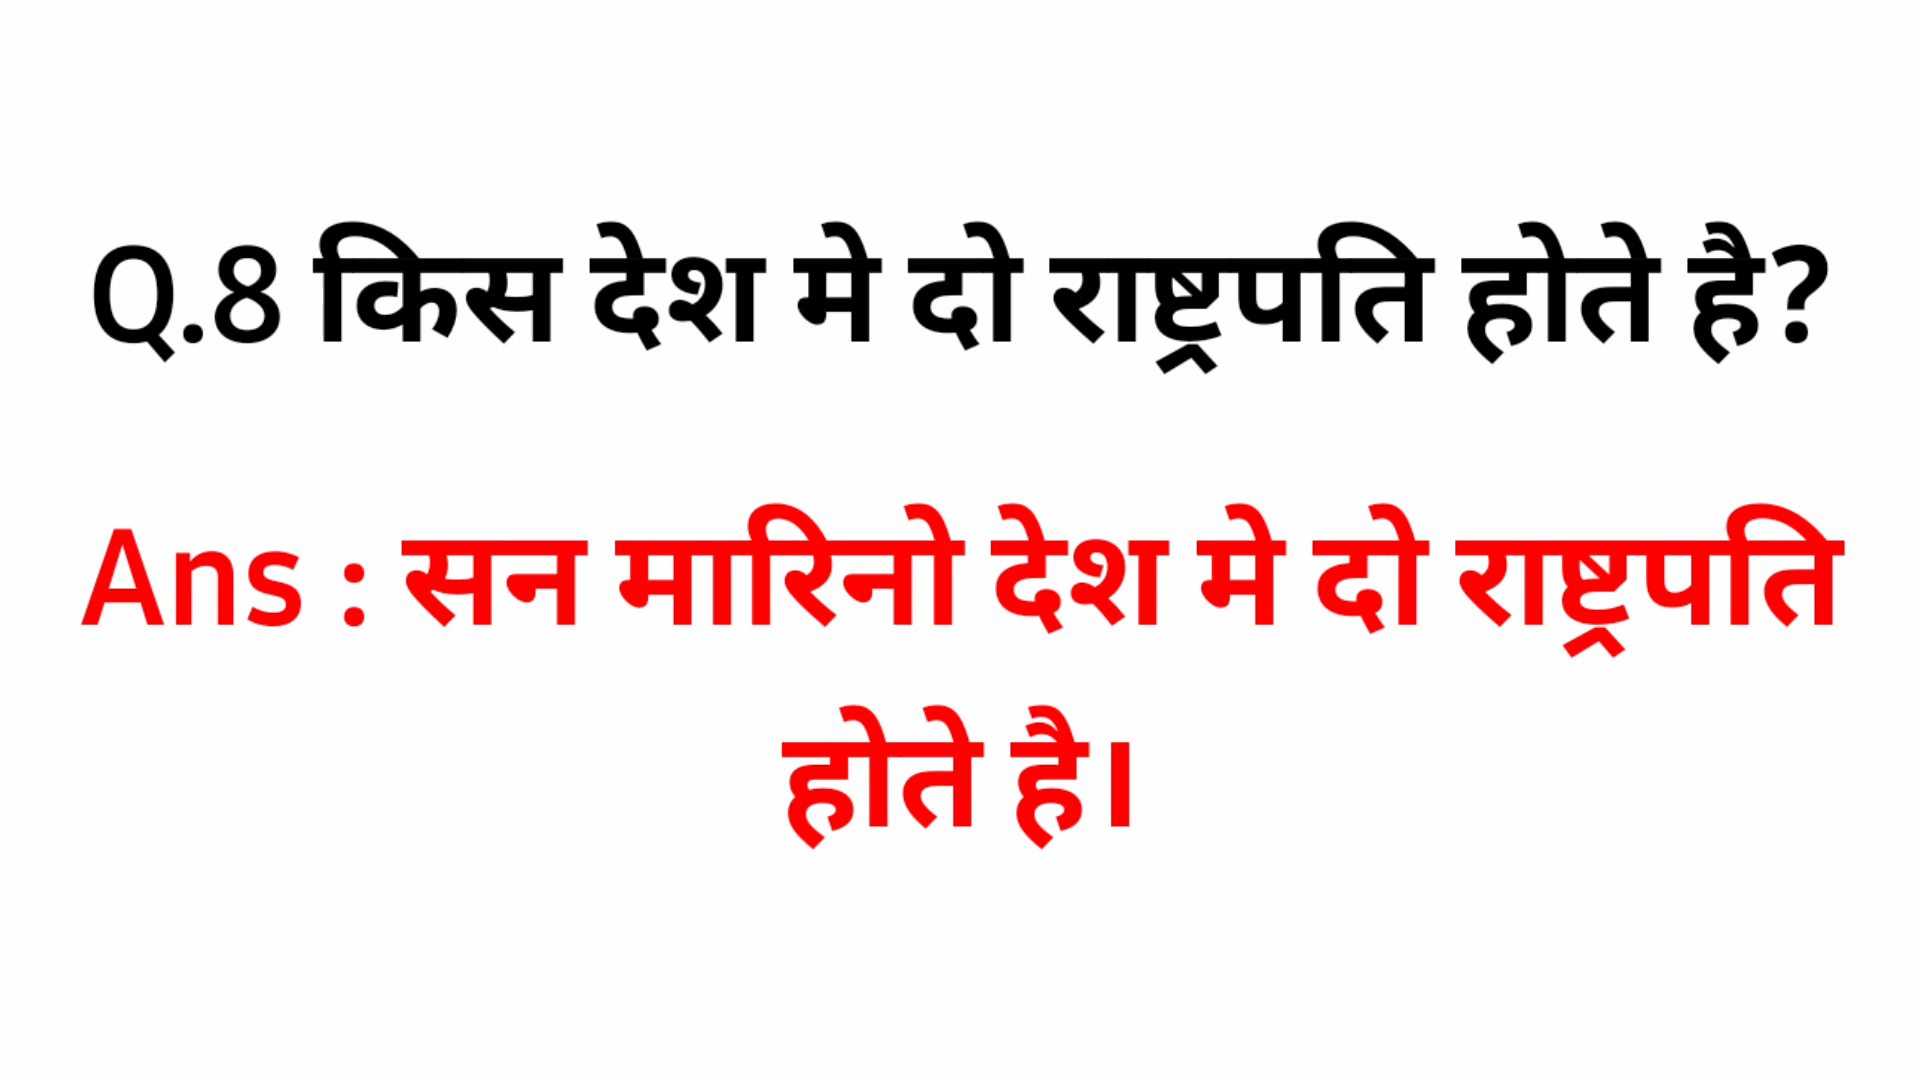 Q.8 किस देश मे दो राष्ट्रपति होते है?
Ans : सन मारिनो देश मे दो राष्ट्रपति
होते है।